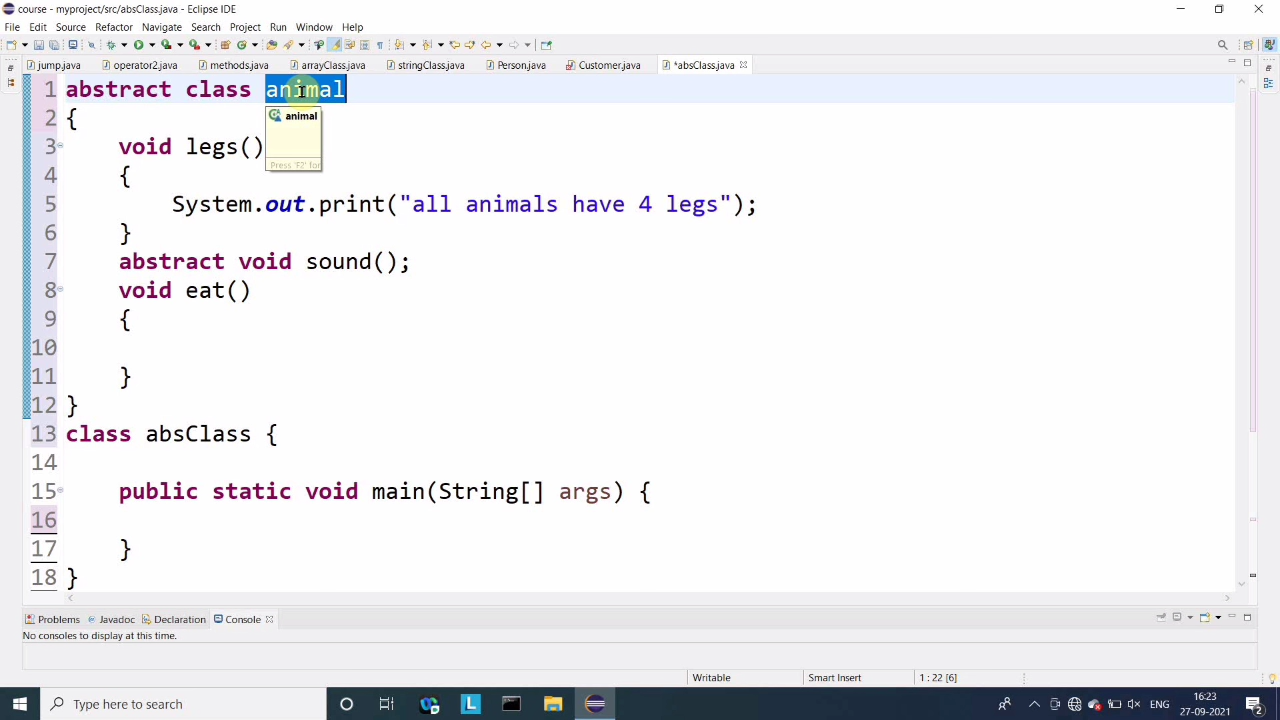 course - myproject/src/absClass.java - Eclipse IDE
File Edit Source Refactor Navigate Search Project Run Window Help
jump.java operator2.java methods.java arrayClass.java stringClass.java Person.java Customer.java *absClass.java
1 abstract class animal
2 {
animal
3 void legs()
Press 'F2' for
4 {
5 System.out.print("all animals have 4 legs");
6 }
7 abstract void sound();
8 void eat()
9 {
10
11 }
12 }
13 class absClass {
14
15 public static void main(String[] args) {
16
17 }
18 }
Problems Javadoc Declaration Console
No consoles to display at this time.
Writable Smart Insert 1 : 22 [6]
Type here to search
ENG
16:23
27-09-2021
2